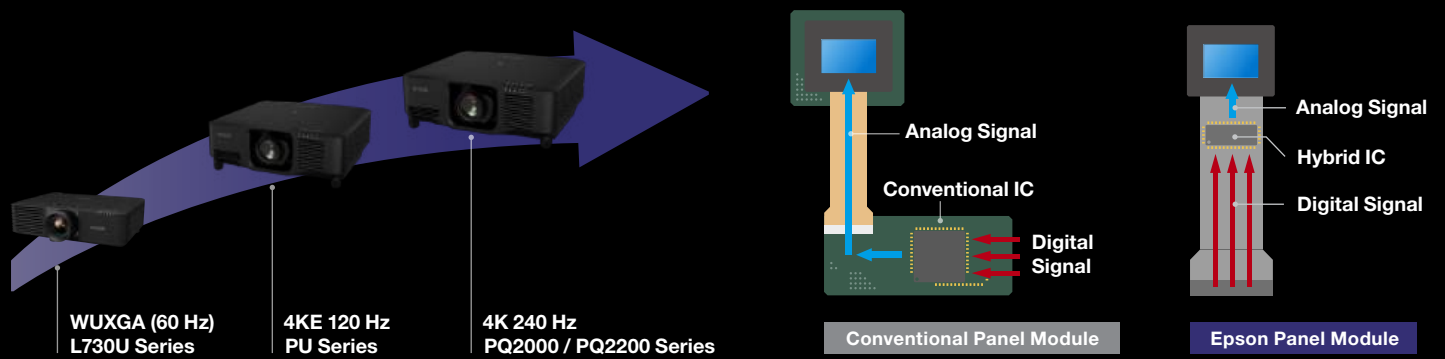 WUXGA (60 Hz)
L730U Series
4KE 120 Hz
PU Series
4K 240 Hz
PQ2000 / PQ2200 Series
Analog Signal
Conventional IC
Digital
Signal
Conventional Panel Module
Analog Signal
Hybrid IC
Digital Signal
Epson Panel Module